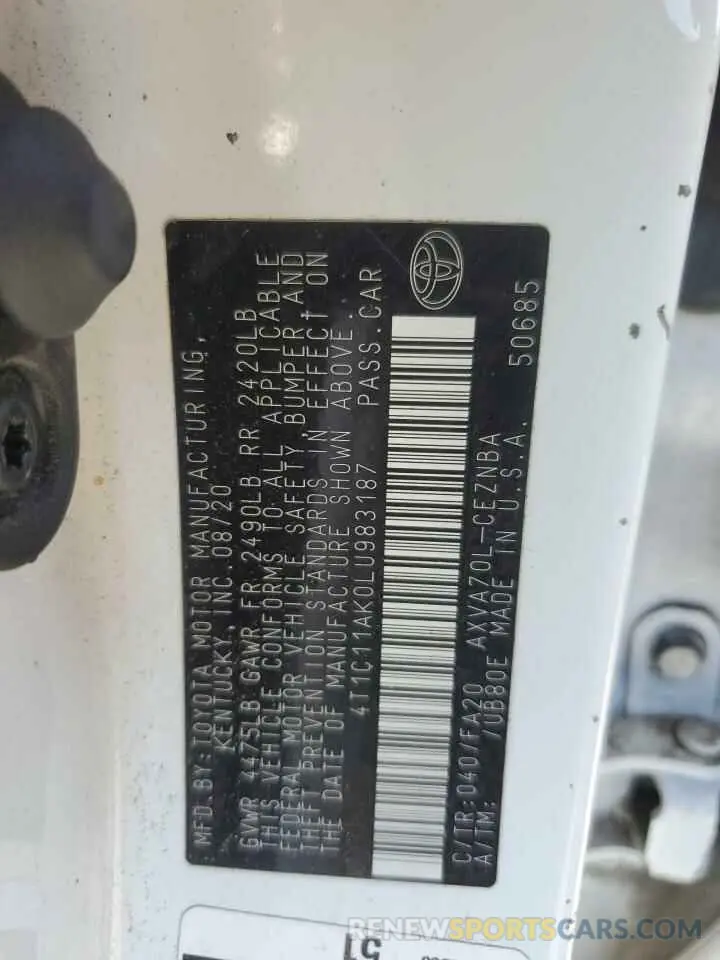 MFD. BY: TOYOTA MOTOR MANUFACTURING,
KENTUCKY, INC. 08/20
GVWR 4475LB GAWR FR 2490LB RR 2420LB
THIS VEHICLE CONFORMS TO ALL APPLICABLE
FEDERAL MOTOR VEHICLE SAFETY, BUMPER AND
THEFT PREVENTION STANDARDS IN EFFECT ON
THE DATE OF MANUFACTURE SHOWN ABOVE
4T1C11AK0LU983187 PASS.CAR
C/TR: 040/FA20 AXVA70L-CEZNBA
A/TM: /UB80E MADE IN U.S.A. 50685
51
RENEWSPORTSCARS.COM